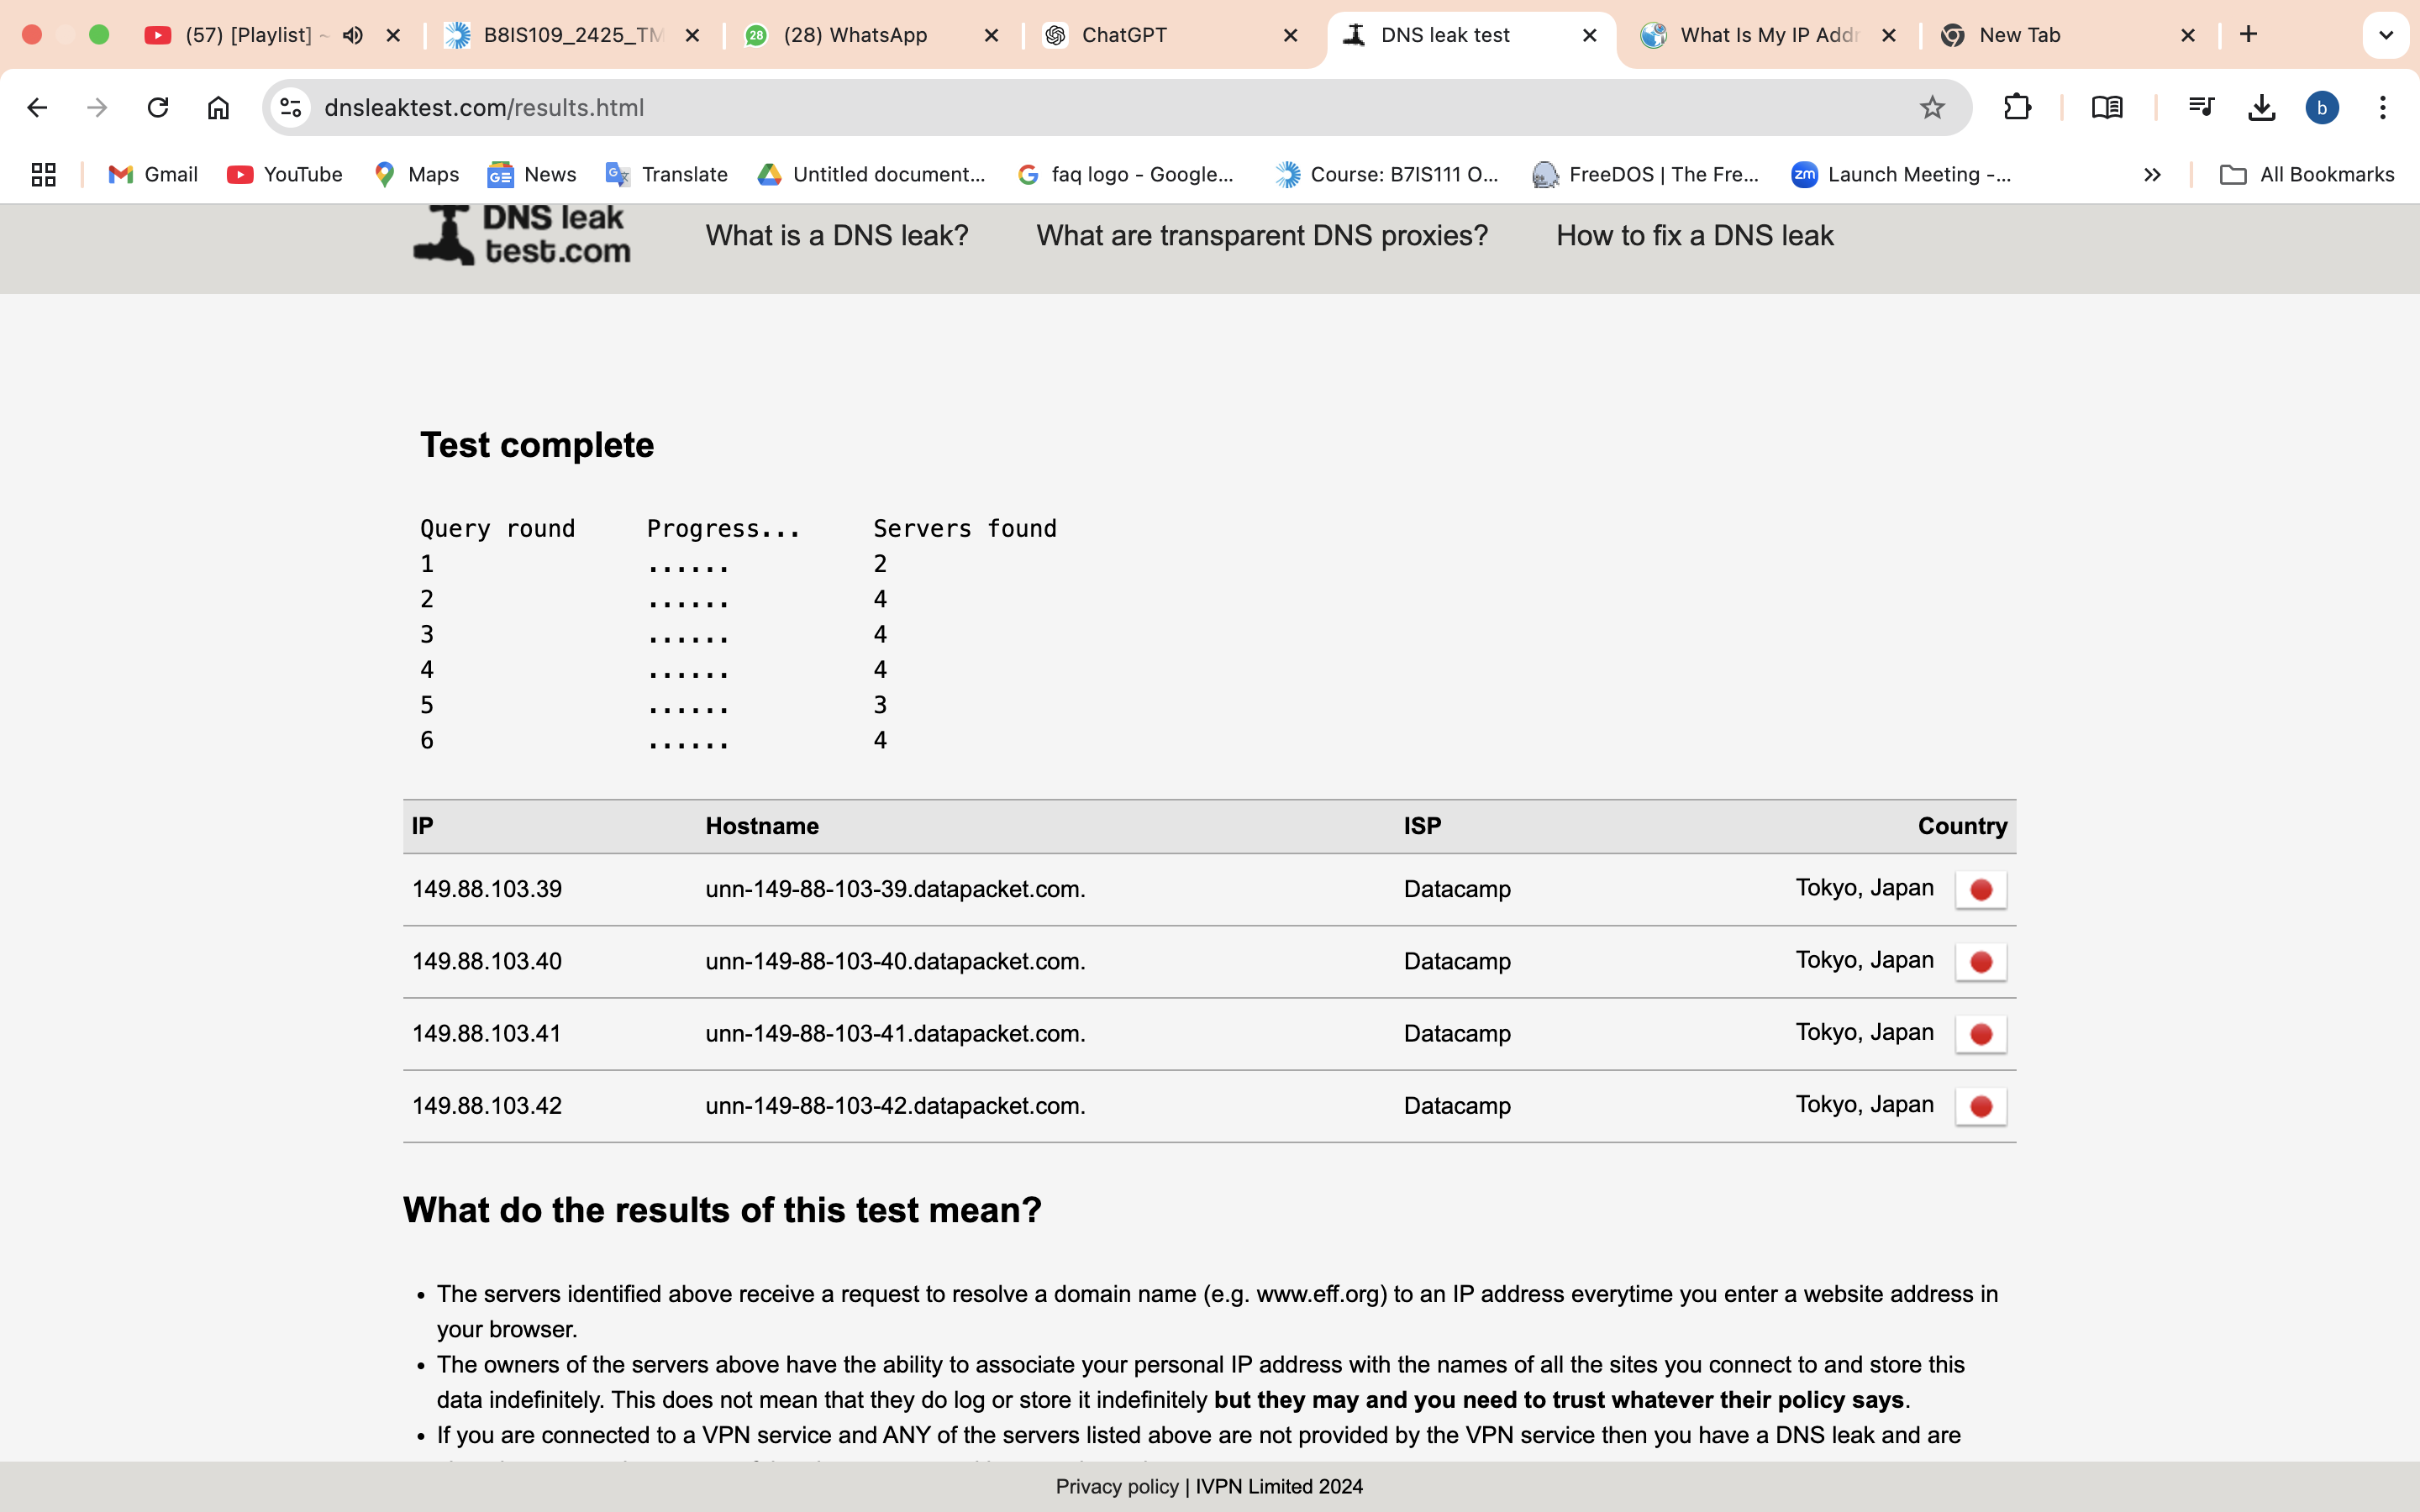 (57) [Playlist] ~
B8IS109_2425_TM
28
(28) WhatsApp
ChatGPT
DNS leak test
What Is My IP Addr
New Tab
dnsleaktest.com/results.html
b
Gmail
YouTube
Maps
News
Translate
Untitled document...
faq logo - Google...
Course: B7IS111 O...
FreeDOS | The Fre...
zm
Launch Meeting -...
All Bookmarks
DNS leak
test.com
What is a DNS leak?
What are transparent DNS proxies?
How to fix a DNS leak
Test complete
Query round Progress... Servers found
1 ...... 2
2 ...... 4
3 ...... 4
4 ...... 4
5 ...... 3
6 ...... 4
IP Hostname ISP Country
149.88.103.39 unn-149-88-103-39.datapacket.com. Datacamp Tokyo, Japan
149.88.103.40 unn-149-88-103-40.datapacket.com. Datacamp Tokyo, Japan
149.88.103.41 unn-149-88-103-41.datapacket.com. Datacamp Tokyo, Japan
149.88.103.42 unn-149-88-103-42.datapacket.com. Datacamp Tokyo, Japan
What do the results of this test mean?
• The servers identified above receive a request to resolve a domain name (e.g. www.eff.org) to an IP address everytime you enter a website address in
your browser.
• The owners of the servers above have the ability to associate your personal IP address with the names of all the sites you connect to and store this
data indefinitely. This does not mean that they do log or store it indefinitely but they may and you need to trust whatever their policy says.
• If you are connected to a VPN service and ANY of the servers listed above are not provided by the VPN service then you have a DNS leak and are
Privacy policy | IVPN Limited 2024